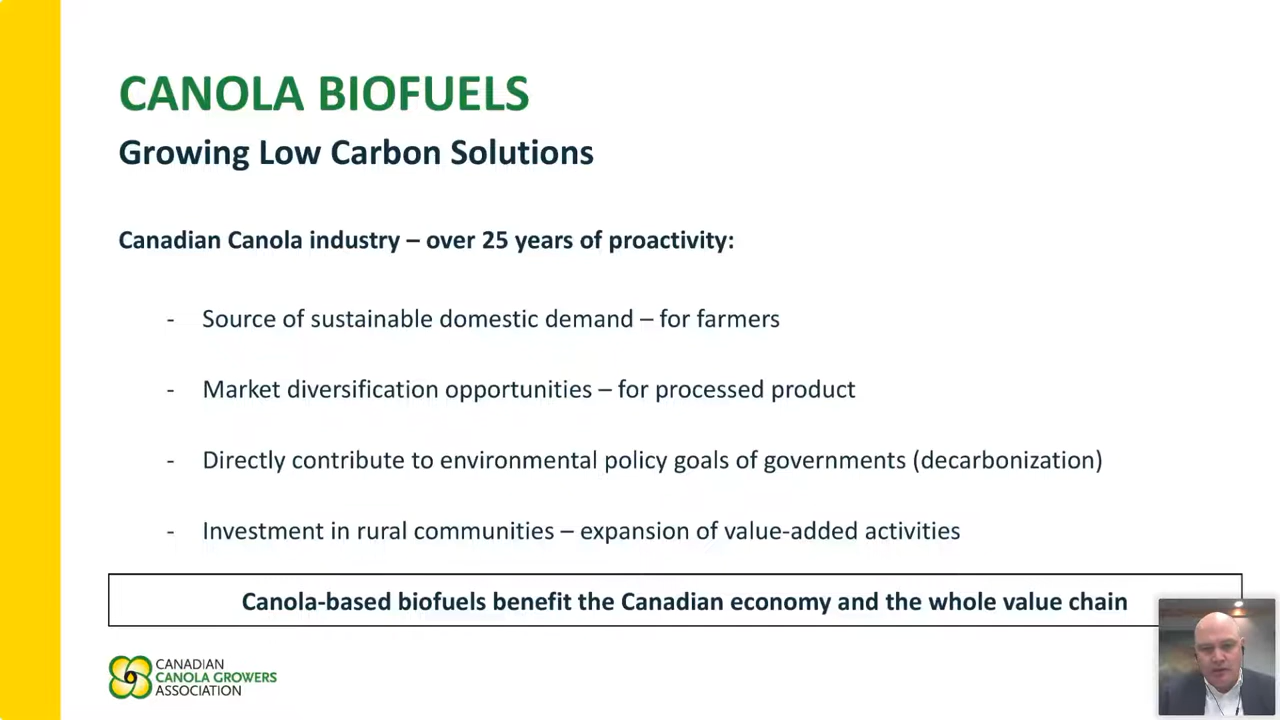 CANOLA BIOFUELS
Growing Low Carbon Solutions
Canadian Canola industry – over 25 years of proactivity:
- Source of sustainable domestic demand – for farmers
- Market diversification opportunities – for processed product
- Directly contribute to environmental policy goals of governments (decarbonization)
- Investment in rural communities – expansion of value-added activities
Canola-based biofuels benefit the Canadian economy and the whole value chain
CANADIAN
CANOLA GROWERS
ASSOCIATION